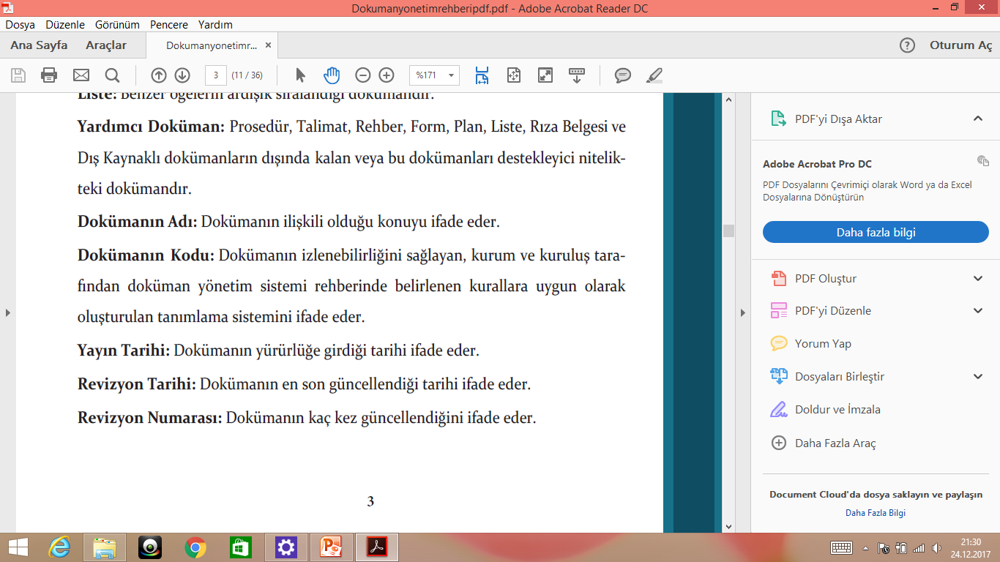 Dokumanyonetimrehberipdf.pdf - Adobe Acrobat Reader DC
Dosya Düzenle Görünüm Pencere Yardım
Ana Sayfa Araçlar Dokumanyonetimr... × ? Oturum Aç
3 (11 / 36) %171
Liste: Benzer öğelerin ardışık sıralandığı dokümandır.
Yardımcı Doküman: Prosedür, Talimat, Rehber, Form, Plan, Liste, Rıza Belgesi ve
Dış Kaynaklı dokümanların dışında kalan veya bu dokümanları destekleyici nitelik-
teki dokümandır.
Dokümanın Adı: Dokümanın ilişkili olduğu konuyu ifade eder.
Dokümanın Kodu: Dokümanın izlenebilirliğini sağlayan, kurum ve kuruluş tara-
fından doküman yönetim sistemi rehberinde belirlenen kurallara uygun olarak
oluşturulan tanımlama sistemini ifade eder.
Yayın Tarihi: Dokümanın yürürlüğe girdiği tarihi ifade eder.
Revizyon Tarihi: Dokümanın en son güncellendiği tarihi ifade eder.
Revizyon Numarası: Dokümanın kaç kez güncellendiğini ifade eder.
3
PDF'yi Dışa Aktar
Adobe Acrobat Pro DC
PDF Dosyalarını Çevrimiçi olarak Word ya da Excel
Dosyalarına Dönüştürün
Daha fazla bilgi
PDF Oluştur
PDF'yi Düzenle
Yorum Yap
Dosyaları Birleştir
Doldur ve İmzala
Daha Fazla Araç
Document Cloud'da dosya saklayın ve paylaşın
Daha Fazla Bilgi
21:30
24.12.2017